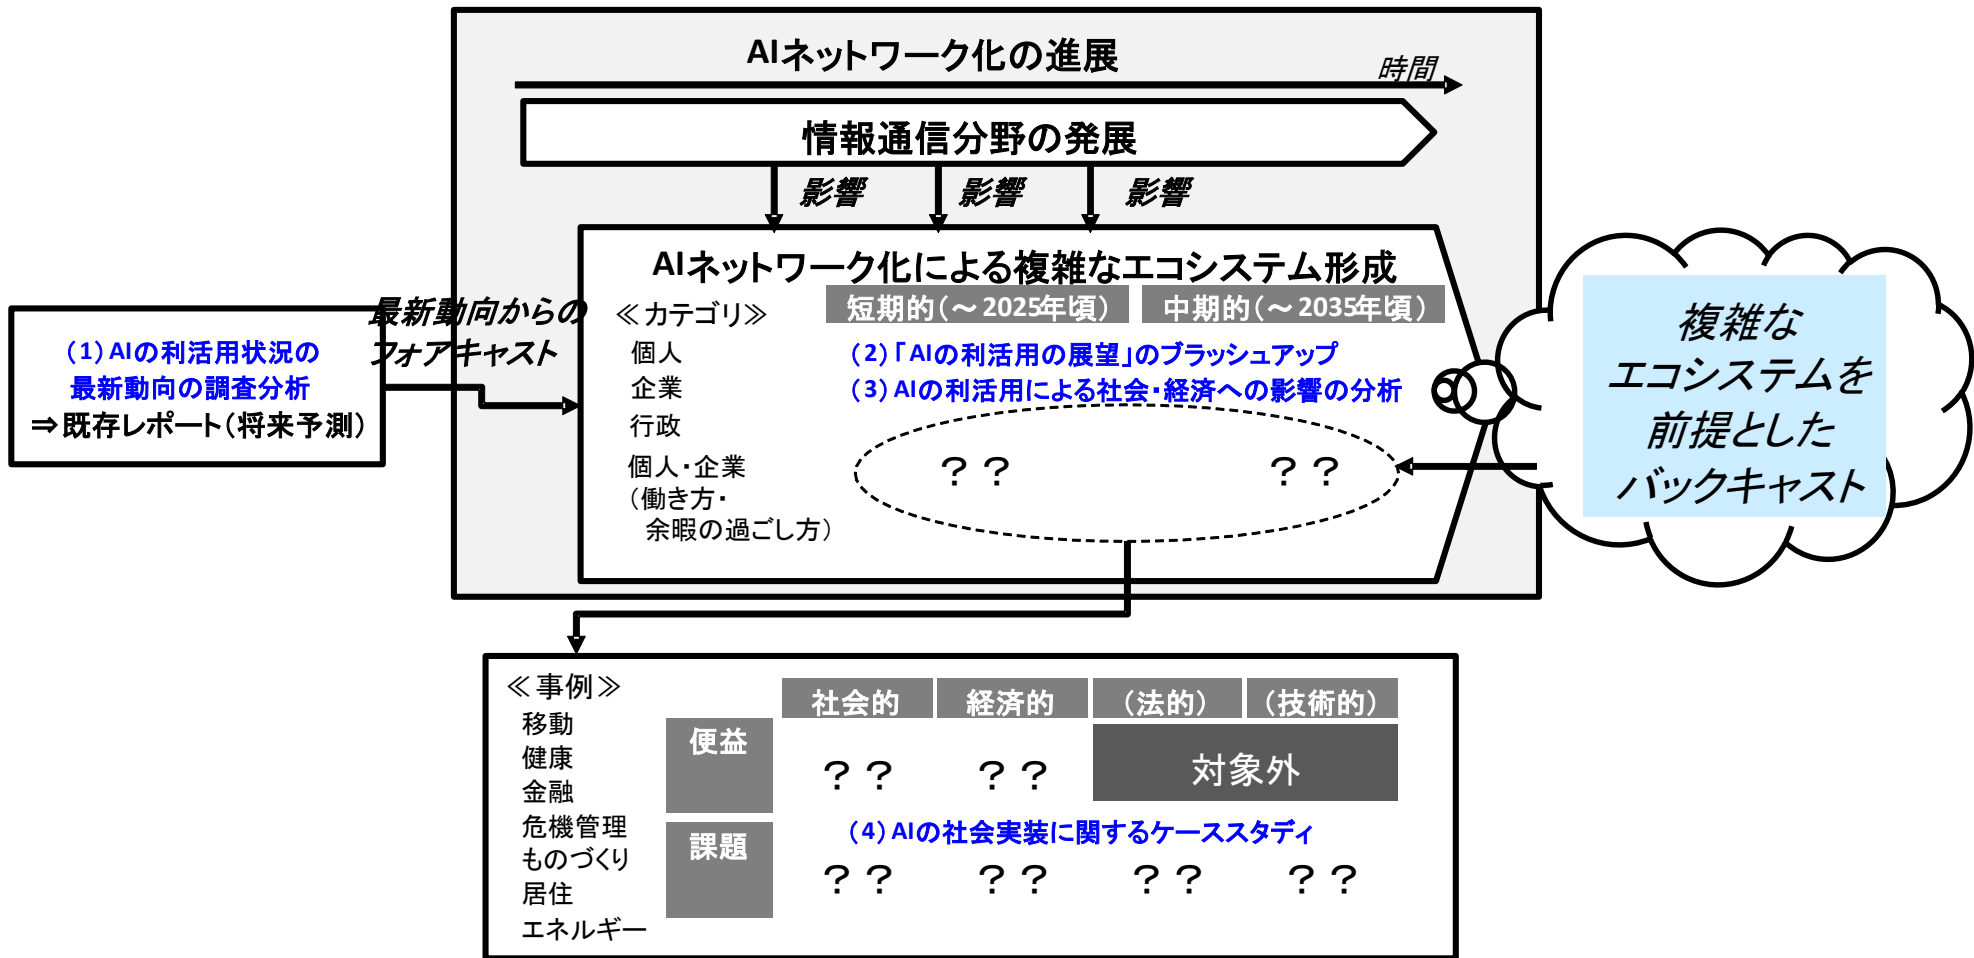 AIネットワーク化の進展
時間
情報通信分野の発展
影響 影響 影響
AIネットワーク化による複雑なエコシステム形成
最新動向からの
フォアキャスト
(1)AIの利活用状況の
最新動向の調査分析
⇒既存レポート(将来予測)
≪カテゴリ≫
短期的(～2025年頃) 中期的(～2035年頃)
個人
企業
行政
個人・企業
(働き方・
余暇の過ごし方)
(2)「AIの利活用の展望」のブラッシュアップ
(3)AIの利活用による社会・経済への影響の分析
？？ ？？
複雑な
エコシステムを
前提とした
バックキャスト
≪事例≫
移動
健康
金融
危機管理
ものづくり
居住
エネルギー
社会的 経済的 (法的) (技術的)
便益
？？ ？？ 対象外
(4)AIの社会実装に関するケーススタディ
課題
？？ ？？ ？？ ？？